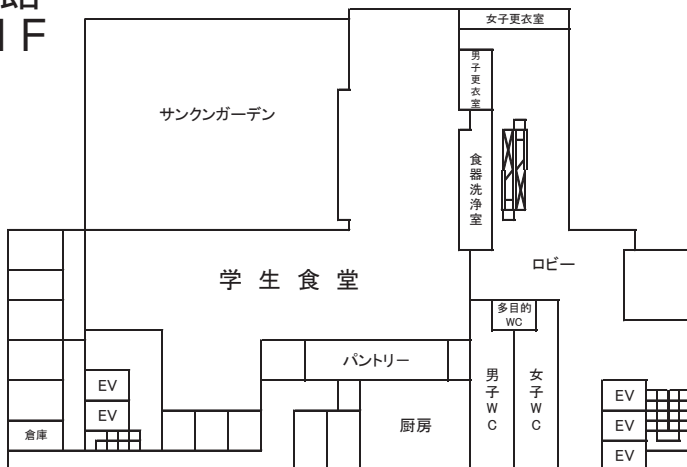 館
1F
女子更衣室
男子更衣室
サンクンガーデン
食器洗浄室
ロビー
学生食堂
多目的
WC
パントリー
男子WC
女子WC
EV
EV
倉庫
厨房
EV
EV
EV